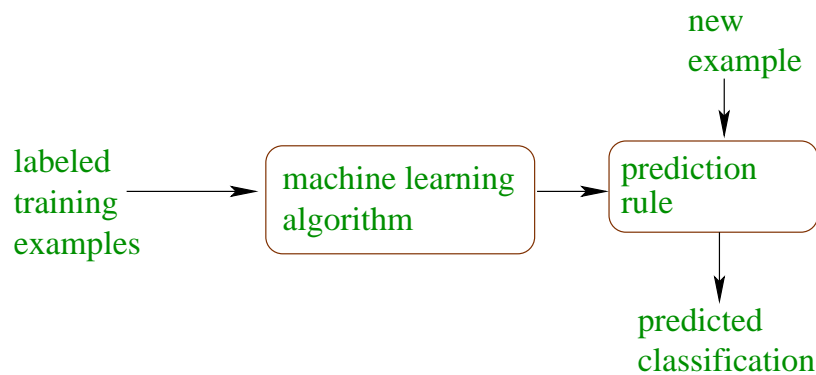 new
example
labeled
training
examples
machine learning
algorithm
prediction
rule
predicted
classification